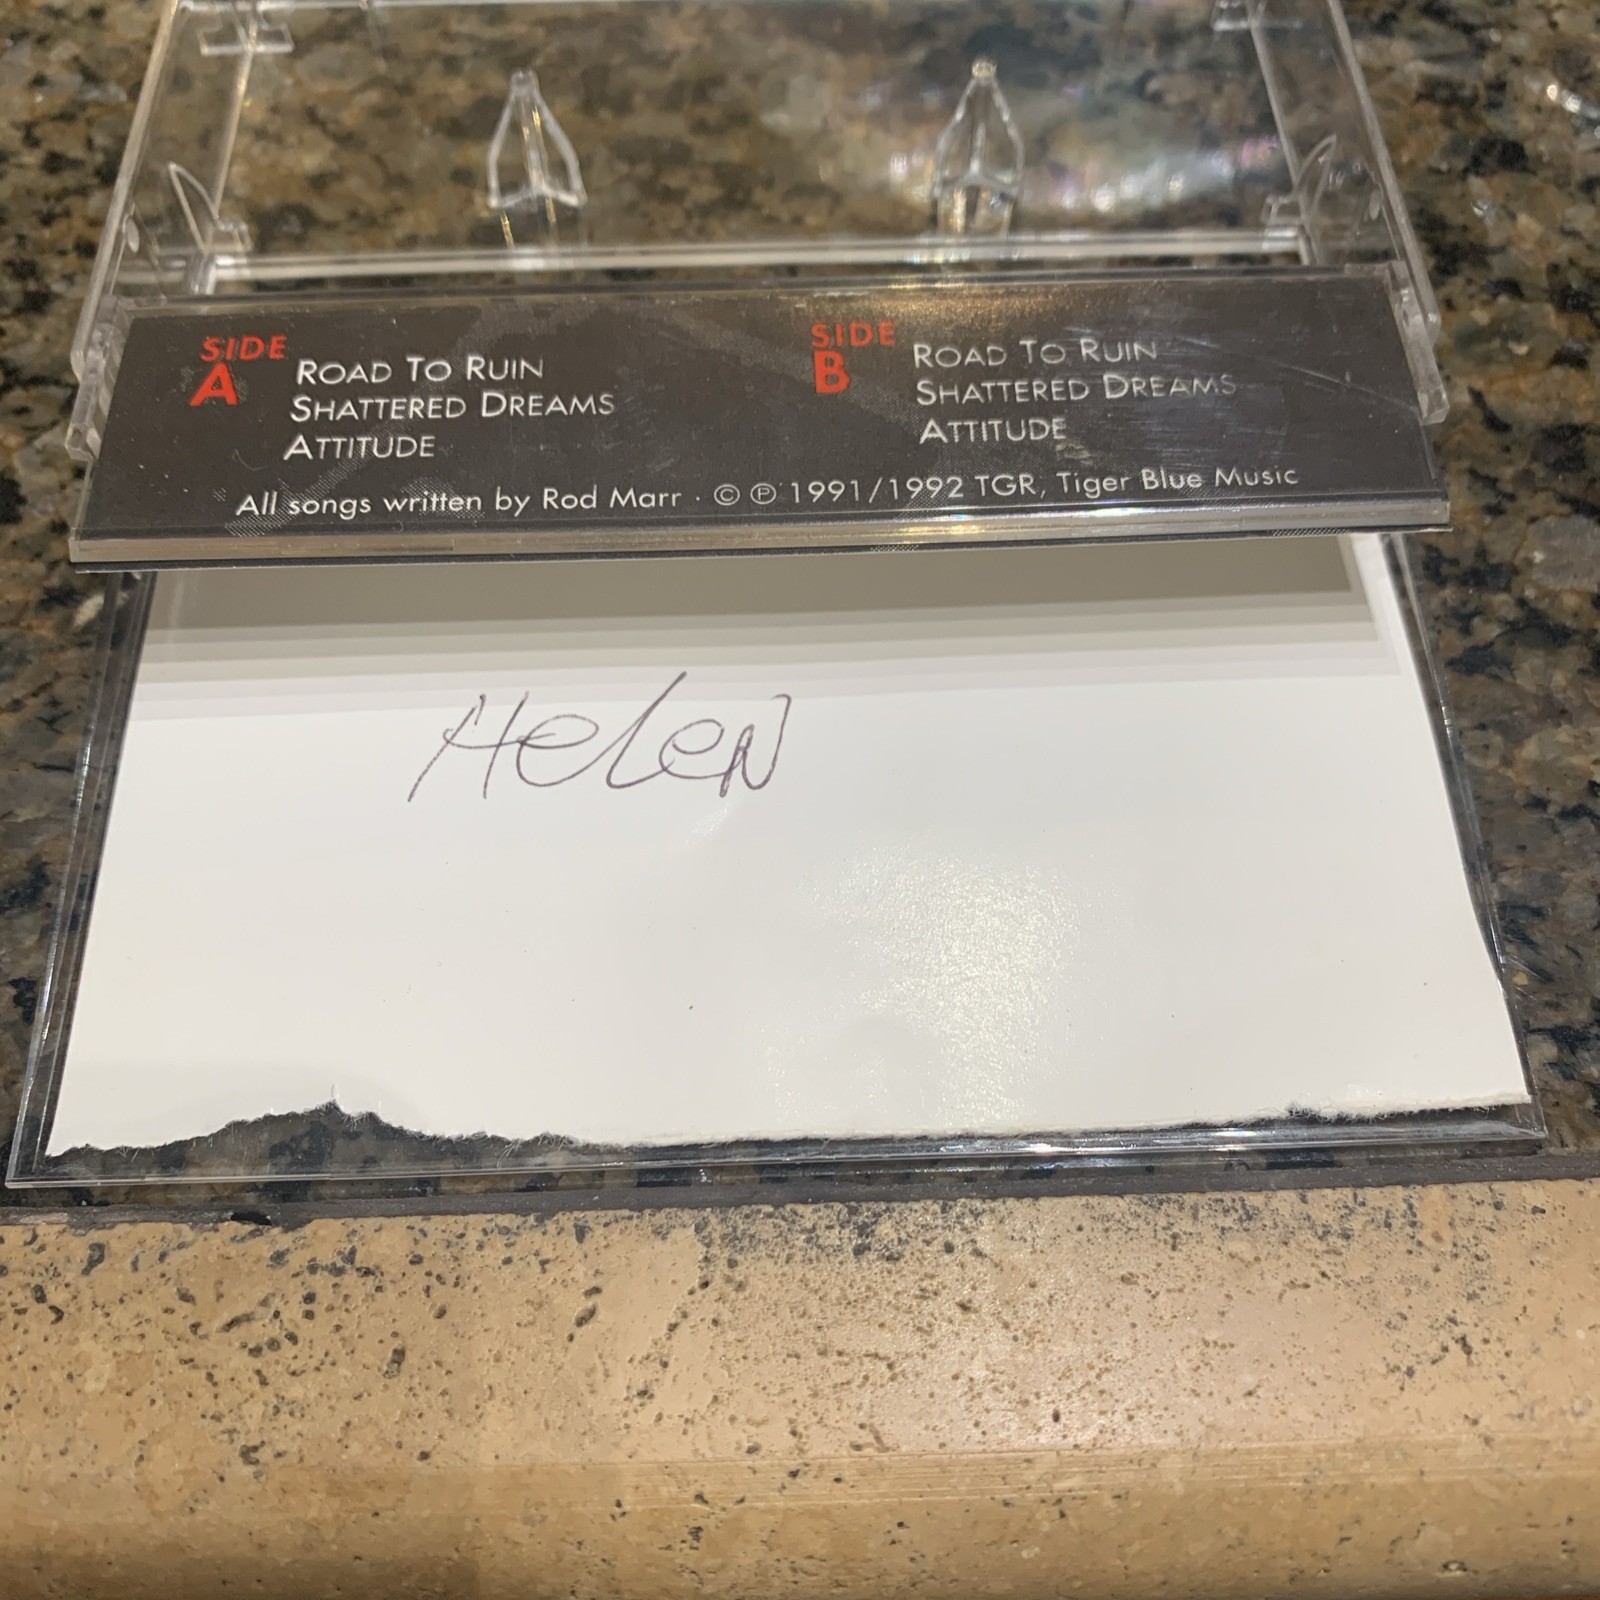 SIDE A
ROAD TO RUIN
SHATTERED DREAMS
ATTITUDE
SIDE B
ROAD TO RUIN
SHATTERED DREAMS
ATTITUDE
All songs written by Rod Marr · © ℗ 1991/1992 TGR, Tiger Blue Music
HeLeN